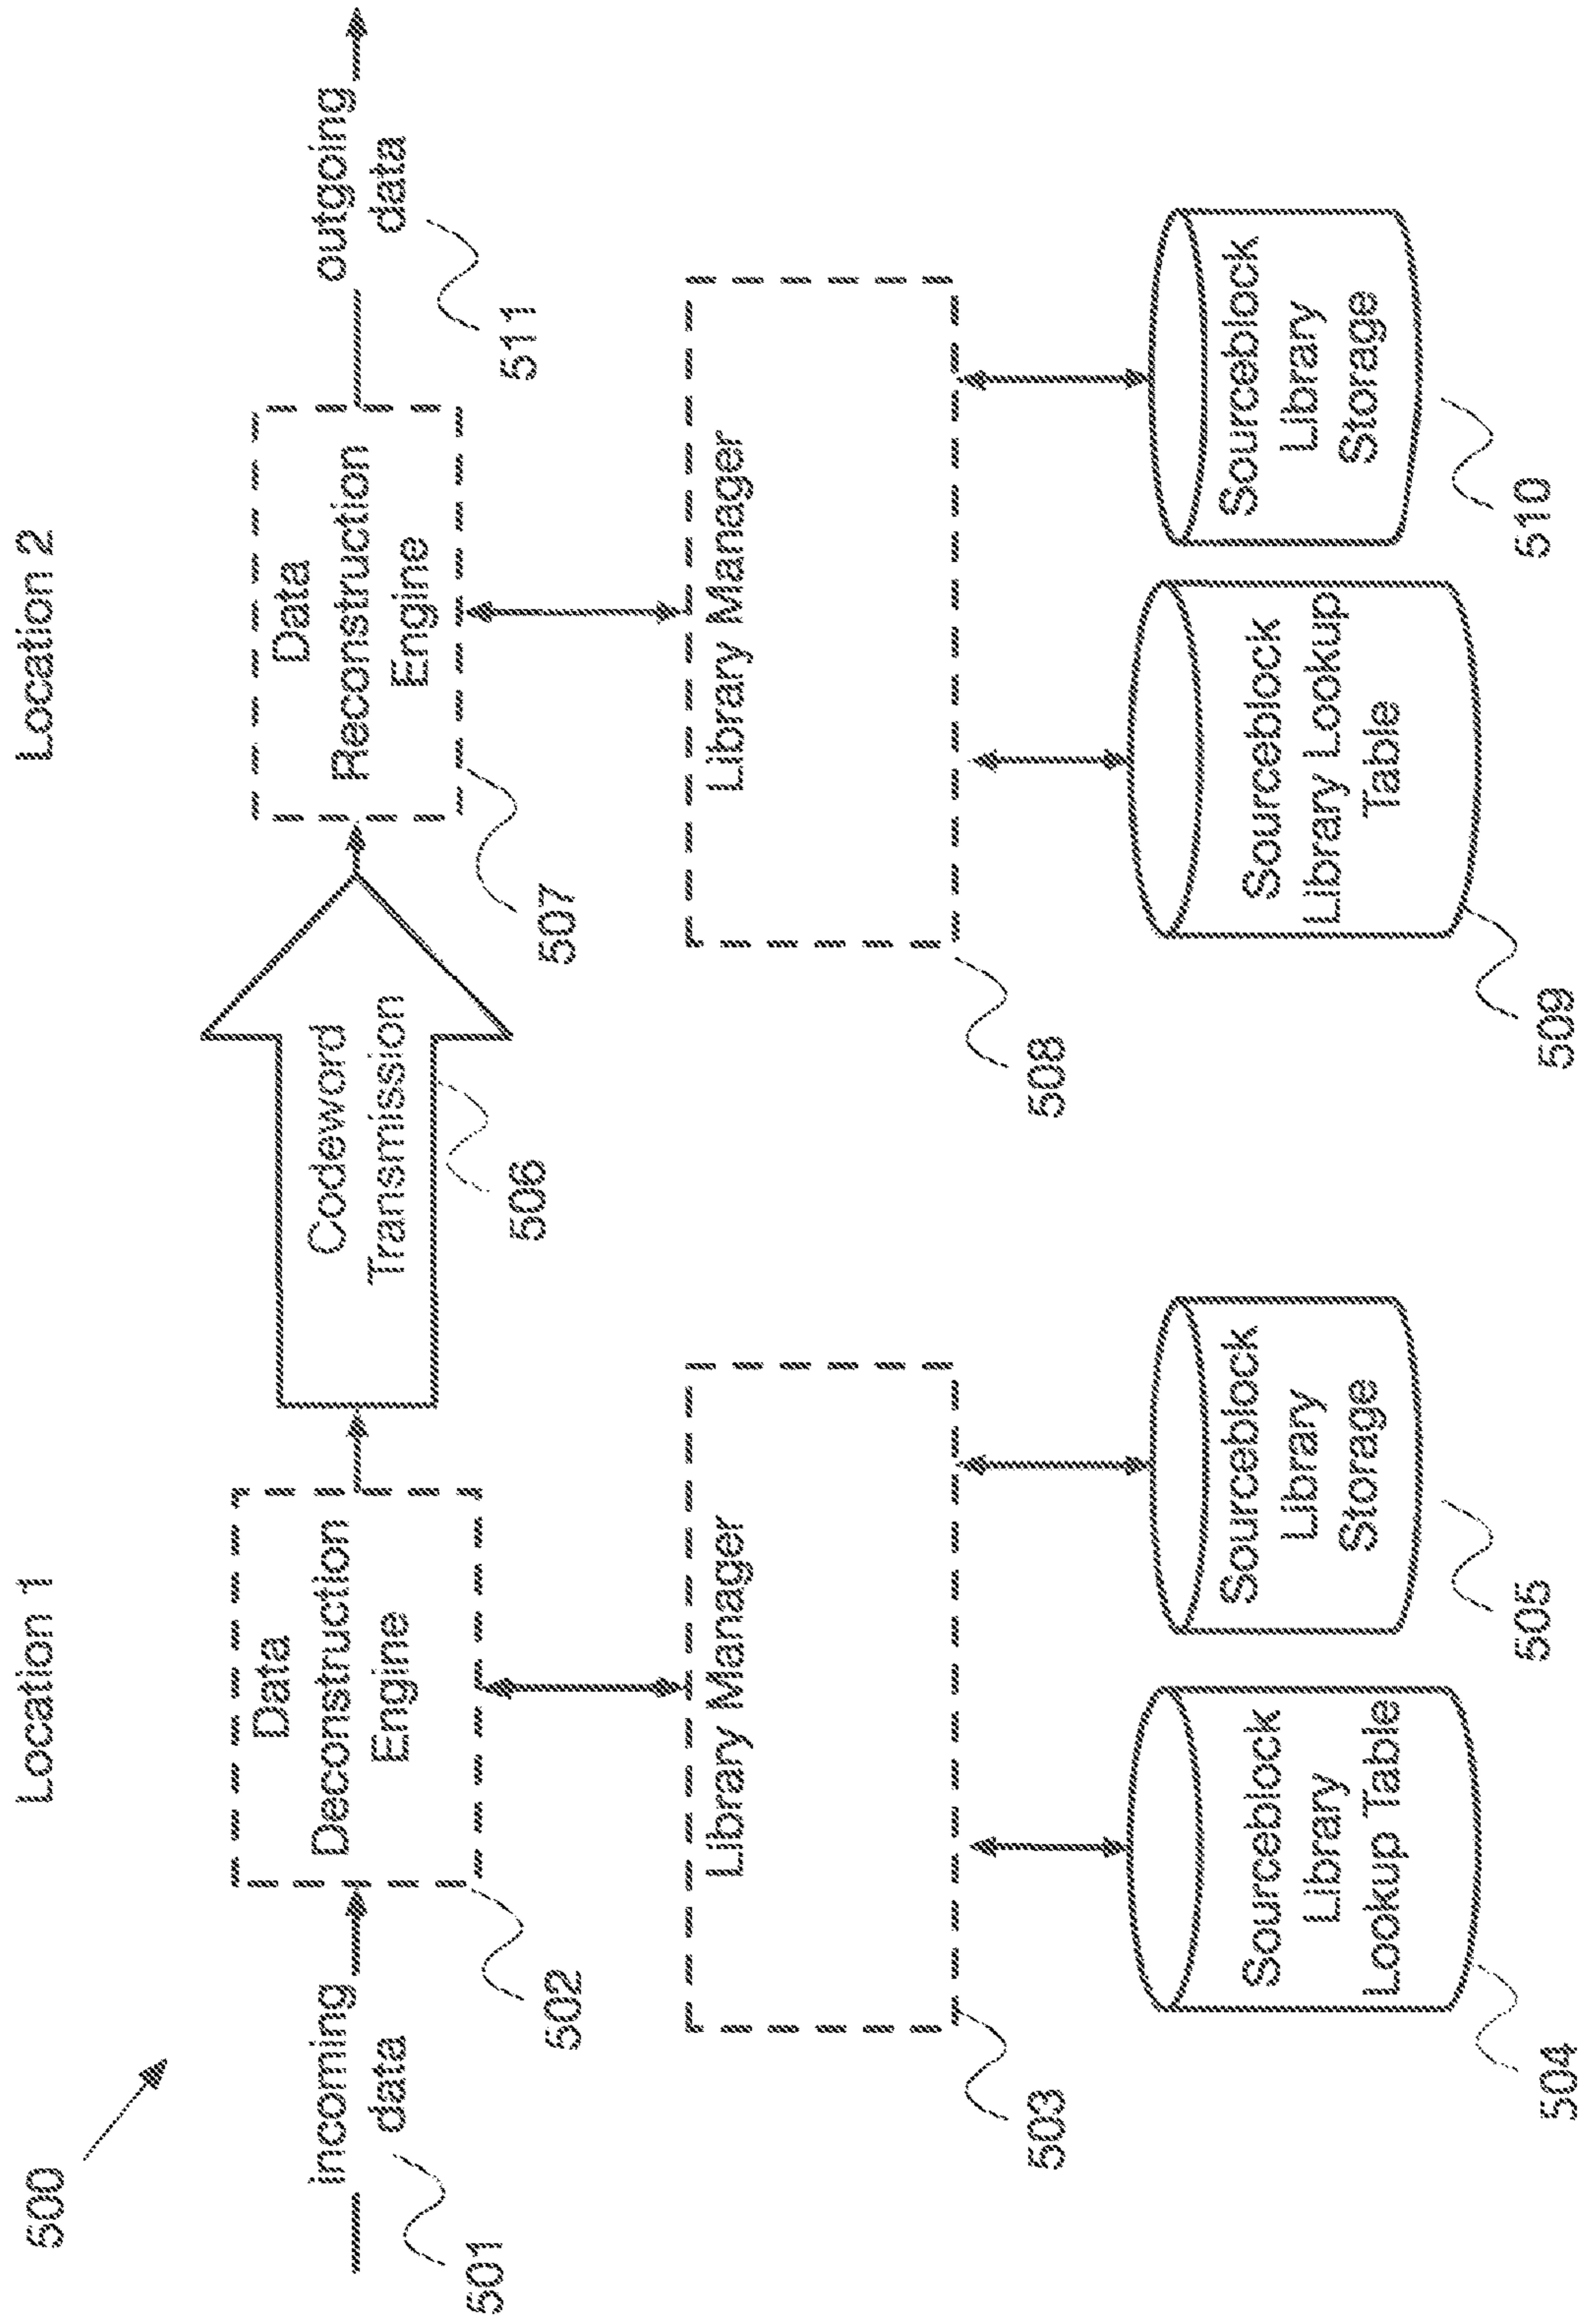 Location 1
Location 2
500
incoming
data
501
Data
Deconstruction
Engine
502
Codeword
Transmission
506
Data
Reconstruction
Engine
507
outgoing
data
511
Library Manager
503
Library Manager
508
Sourceblock
Library
Lookup Table
504
Sourceblock
Library
Storage
505
Sourceblock
Library Lookup
Table
509
Sourceblock
Library
Storage
510